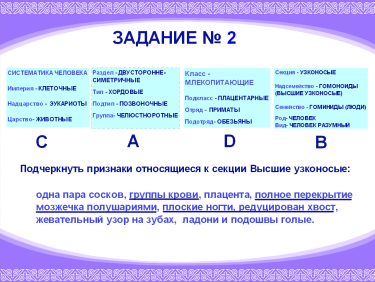 ЗАДАНИЕ № 2
СИСТЕМАТИКА ЧЕЛОВЕКА
Империя - КЛЕТОЧНЫЕ
Надцарство - ЭУКАРИОТЫ
Царство- ЖИВОТНЫЕ
Раздел - ДВУСТОРОННЕ-
СИМЕТРИЧНЫЕ
Тип - ХОРДОВЫЕ
Подтип - ПОЗВОНОЧНЫЕ
Группа- ЧЕЛЮСТНОРОТНЫЕ
Класс -
МЛЕКОПИТАЮЩИЕ
Подкласс - ПЛАЦЕНТАРНЫЕ
Отряд - ПРИМАТЫ
Подотряд- ОБЕЗЬЯНЫ
Секция - УЗКОНОСЫЕ
Надсемейство - ГОМОНОИДЫ
(ВЫСШИЕ УЗКОНОСЫЕ)
Семейство - ГОМИНИДЫ (ЛЮДИ)
Род- ЧЕЛОВЕК
Вид- ЧЕЛОВЕК РАЗУМНЫЙ
С А D В
Подчеркнуть признаки относящиеся к секции Высшие узконосые:
одна пара сосков, группы крови, плацента, полное перекрытие
мозжечка полушариями, плоские ногти, редуцирован хвост,
жевательный узор на зубах, ладони и подошвы голые.